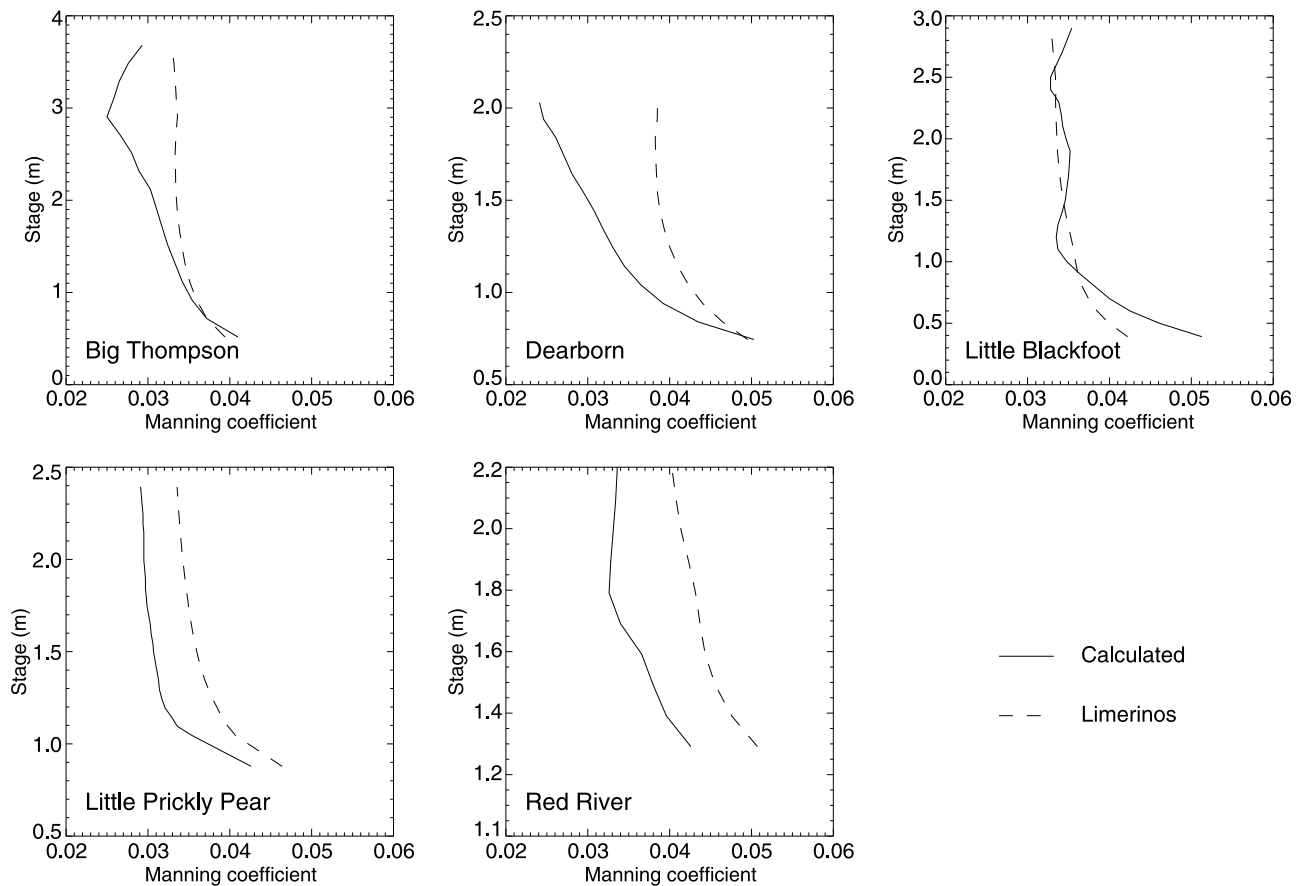 4
3
2
1
0
Stage (m)
Big Thompson
0.02 0.03 0.04 0.05 0.06
Manning coefficient
2.5
2.0
1.5
1.0
0.5
Stage (m)
Dearborn
0.02 0.03 0.04 0.05 0.06
Manning coefficient
3.0
2.5
2.0
1.5
1.0
0.5
0.0
Stage (m)
Little Blackfoot
0.02 0.03 0.04 0.05 0.06
Manning coefficient
2.5
2.0
1.5
1.0
0.5
Stage (m)
Little Prickly Pear
0.02 0.03 0.04 0.05 0.06
Manning coefficient
2.2
2.0
1.8
1.6
1.4
1.2
1.1
Stage (m)
Red River
0.02 0.03 0.04 0.05 0.06
Manning coefficient
Calculated
Limerinos